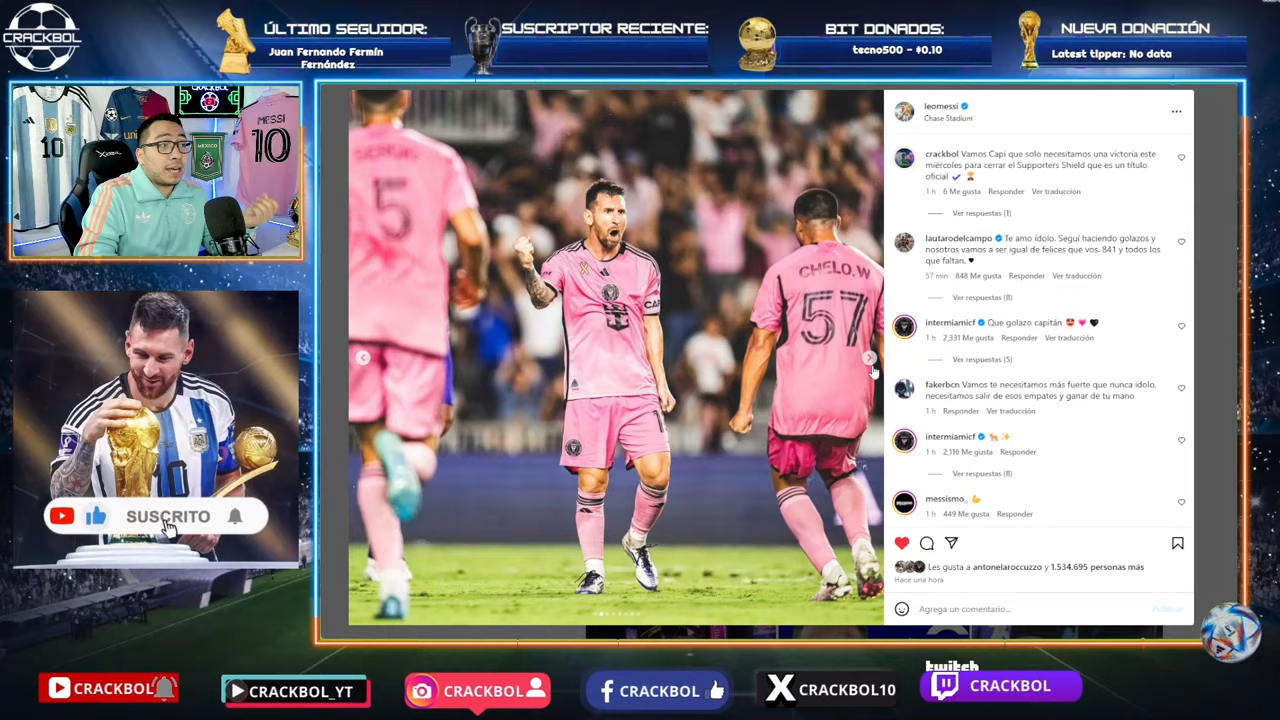 CRACKBOL
ÚLTIMO SEGUIDOR:
Juan Fernando Fermín
Fernández
SUSCRIPTOR RECIENTE:
BIT DONADOS:
tecno500 - $0.10
NUEVA DONACIÓN
Latest tipper: No data
10
MEXICO
MESSI
10
5
CHELO.W
57
CAP
leomessi
Chase Stadium
crackbol Vamos Capi que solo necesitamos una victoria este
miércoles para cerrar el Supporters Shield que es un título
oficial ✔️ 🏆
1 h 6 Me gusta Responder Ver traducción
Ver respuestas (1)
lautarodelcampo Te amo ídolo. Seguí haciendo golazos y
nosotros vamos a ser igual de felices que vos. 841 y todos los
que faltan. 🖤
57 min 848 Me gusta Responder Ver traducción
Ver respuestas (8)
intermiamicf Que golazo capitán 😍 💗 🖤
1 h 2,331 Me gusta Responder Ver traducción
Ver respuestas (5)
fakerbcn Vamos te necesitamos más fuerte que nunca idolo.
necesitamos salir de esos empates y ganar de tu mano
1 h Responder Ver traducción
intermiamicf 🐐 ✨
1 h 2,116 Me gusta Responder
Ver respuestas (8)
messismo_ 💪
1 h 449 Me gusta Responder
Les gusta a antonelaroccuzzo y 1.534.695 personas más
Hace una hora
Agrega un comentario...
Publicar
SUSCRITO
CRACKBOL
CRACKBOL_YT
CRACKBOL
CRACKBOL
CRACKBOL10
twitch
CRACKBOL